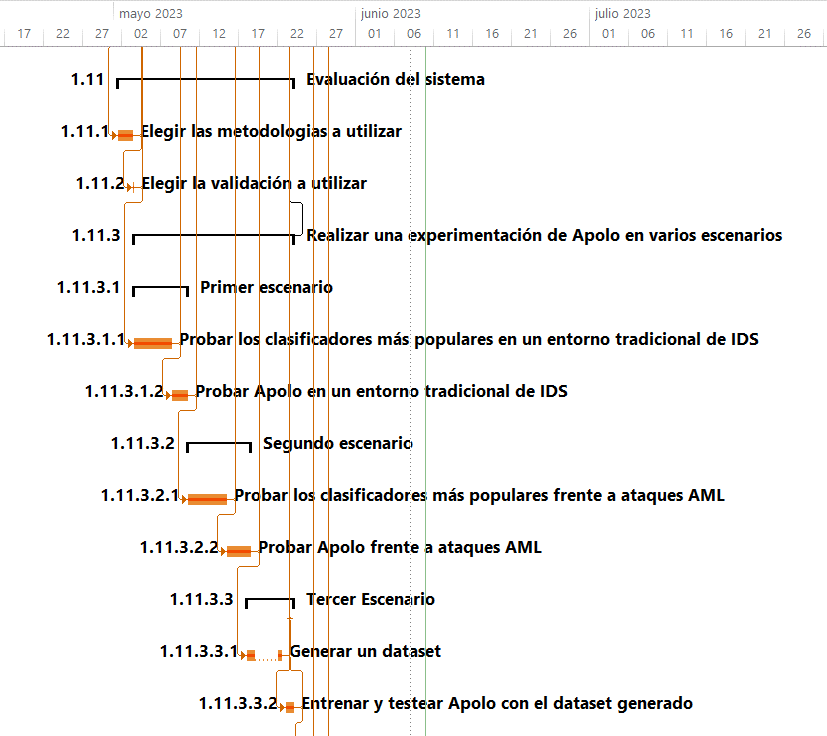 mayo 2023 junio 2023 julio 2023
17 22 27 02 07 12 17 22 27 01 06 11 16 21 26 01 06 11 16 21 26
1.11 Evaluación del sistema
1.11.1 Elegir las metodologias a utilizar
1.11.2 Elegir la validación a utilizar
1.11.3 Realizar una experimentación de Apolo en varios escenarios
1.11.3.1 Primer escenario
1.11.3.1.1 Probar los clasificadores más populares en un entorno tradicional de IDS
1.11.3.1.2 Probar Apolo en un entorno tradicional de IDS
1.11.3.2 Segundo escenario
1.11.3.2.1 Probar los clasificadores más populares frente a ataques AML
1.11.3.2.2 Probar Apolo frente a ataques AML
1.11.3.3 Tercer Escenario
1.11.3.3.1 Generar un dataset
1.11.3.3.2 Entrenar y testear Apolo con el dataset generado